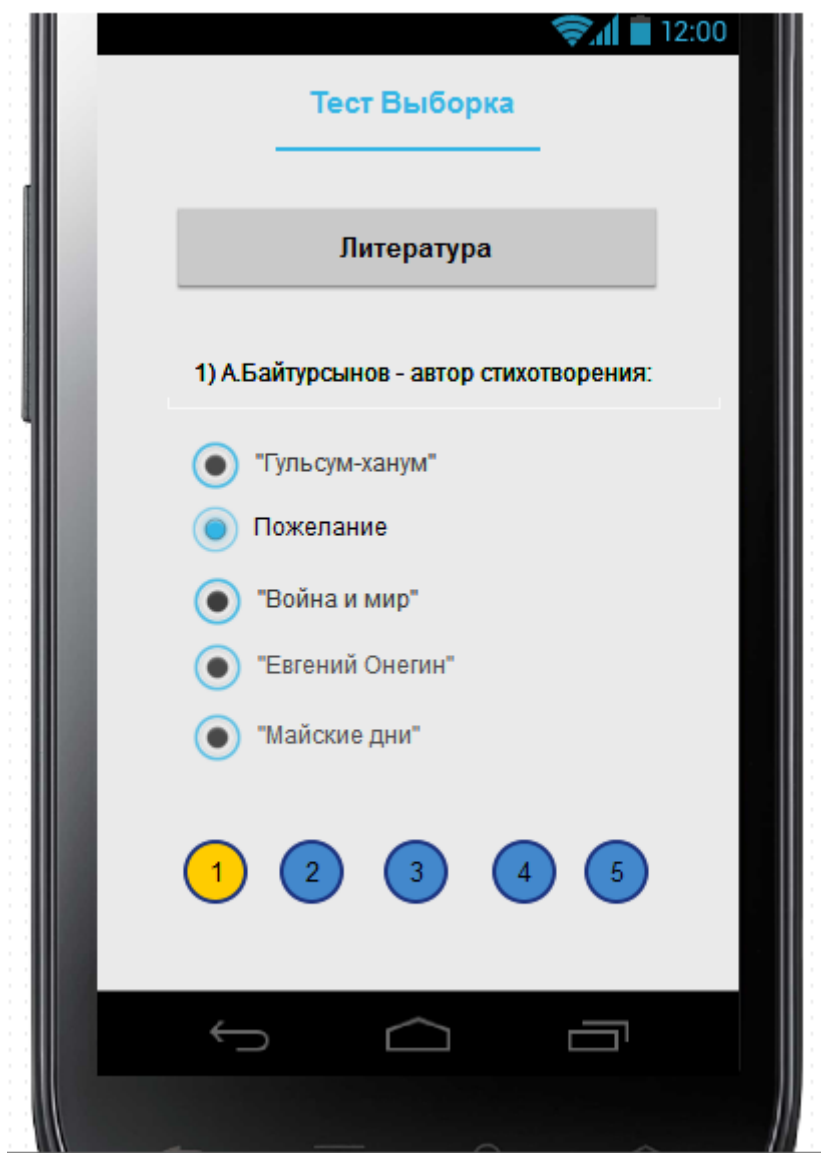 12:00
Тест Выборка
Литература
1) А.Байтурсынов - автор стихотворения:
"Гульсум-ханум"
Пожелание
"Война и мир"
"Евгений Онегин"
"Майские дни"
1 2 3 4 5